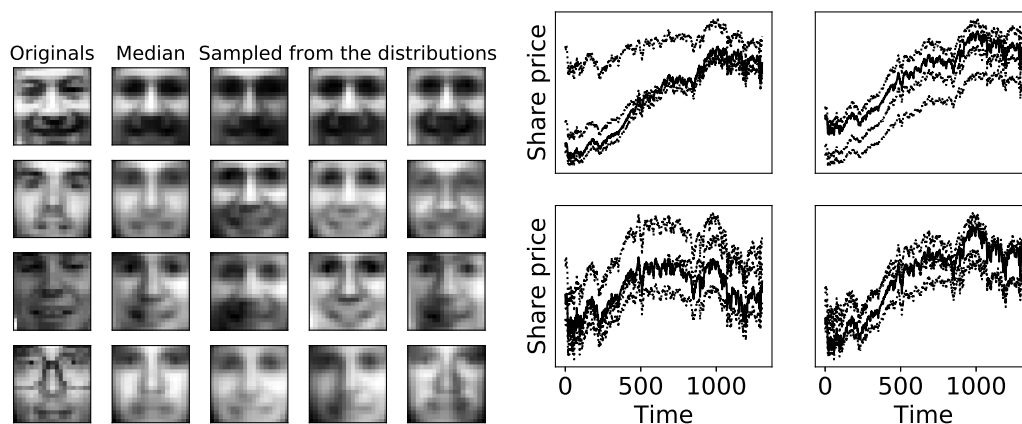 Originals Median Sampled from the distributions
Share price
Share price
0 500 1000
Time
0 500 1000
Time